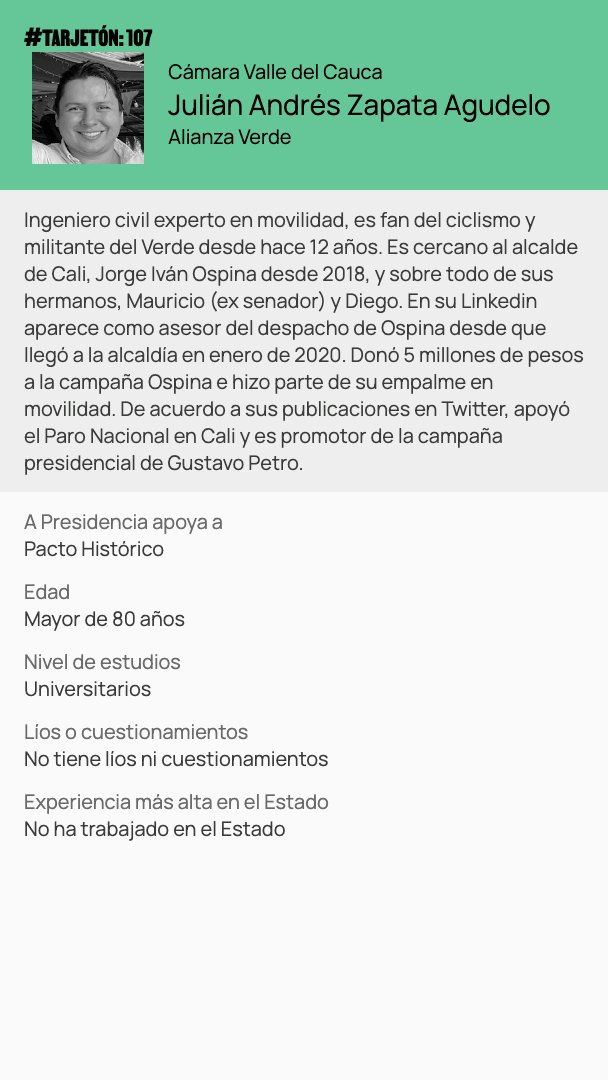 #TARJETÓN: 107
Cámara Valle del Cauca
Julián Andrés Zapata Agudelo
Alianza Verde
Ingeniero civil experto en movilidad, es fan del ciclismo y
militante del Verde desde hace 12 años. Es cercano al alcalde
de Cali, Jorge Iván Ospina desde 2018, y sobre todo de sus
hermanos, Mauricio (ex senador) y Diego. En su Linkedin
aparece como asesor del despacho de Ospina desde que
llegó a la alcaldía en enero de 2020. Donó 5 millones de pesos
a la campaña Ospina e hizo parte de su empalme en
movilidad. De acuerdo a sus publicaciones en Twitter, apoyó
el Paro Nacional en Cali y es promotor de la campaña
presidencial de Gustavo Petro.
A Presidencia apoya a
Pacto Histórico
Edad
Mayor de 80 años
Nivel de estudios
Universitarios
Líos o cuestionamientos
No tiene líos ni cuestionamientos
Experiencia más alta en el Estado
No ha trabajado en el Estado